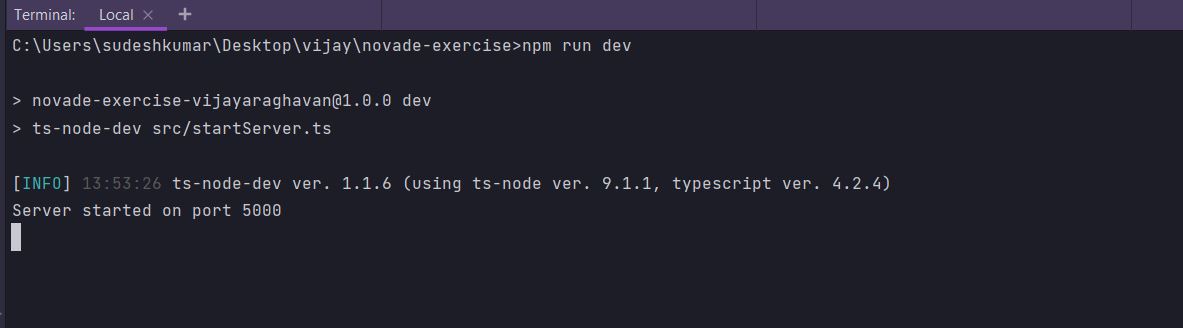 Terminal: Local × +
C:\Users\sudeshkumar\Desktop\vijay\novade-exercise>npm run dev
> novade-exercise-vijayaraghavan@1.0.0 dev
> ts-node-dev src/startServer.ts
[INFO] 13:53:26 ts-node-dev ver. 1.1.6 (using ts-node ver. 9.1.1, typescript ver. 4.2.4)
Server started on port 5000